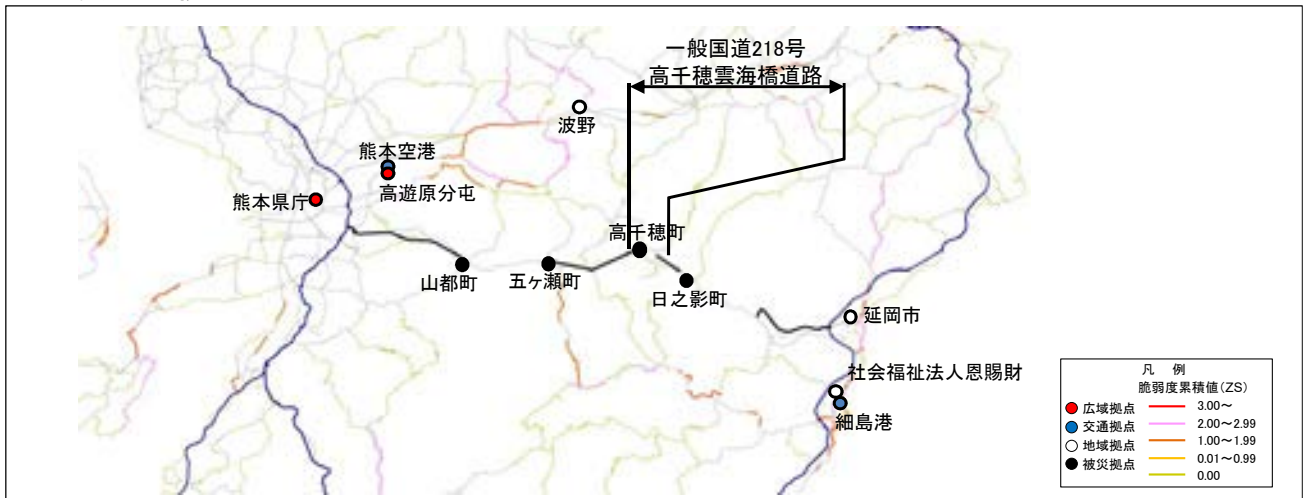 一般国道218号
高千穂雲海橋道路
波野
熊本空港
高遊原分屯
熊本県庁
高千穂町
山都町
五ヶ瀬町
日之影町
延岡市
社会福祉法人恩賜財
細島港
凡 例
脆弱度累積値(ZS)
広域拠点 3.00～
交通拠点 2.00～2.99
地域拠点 1.00～1.99
被災拠点 0.01～0.99
0.00